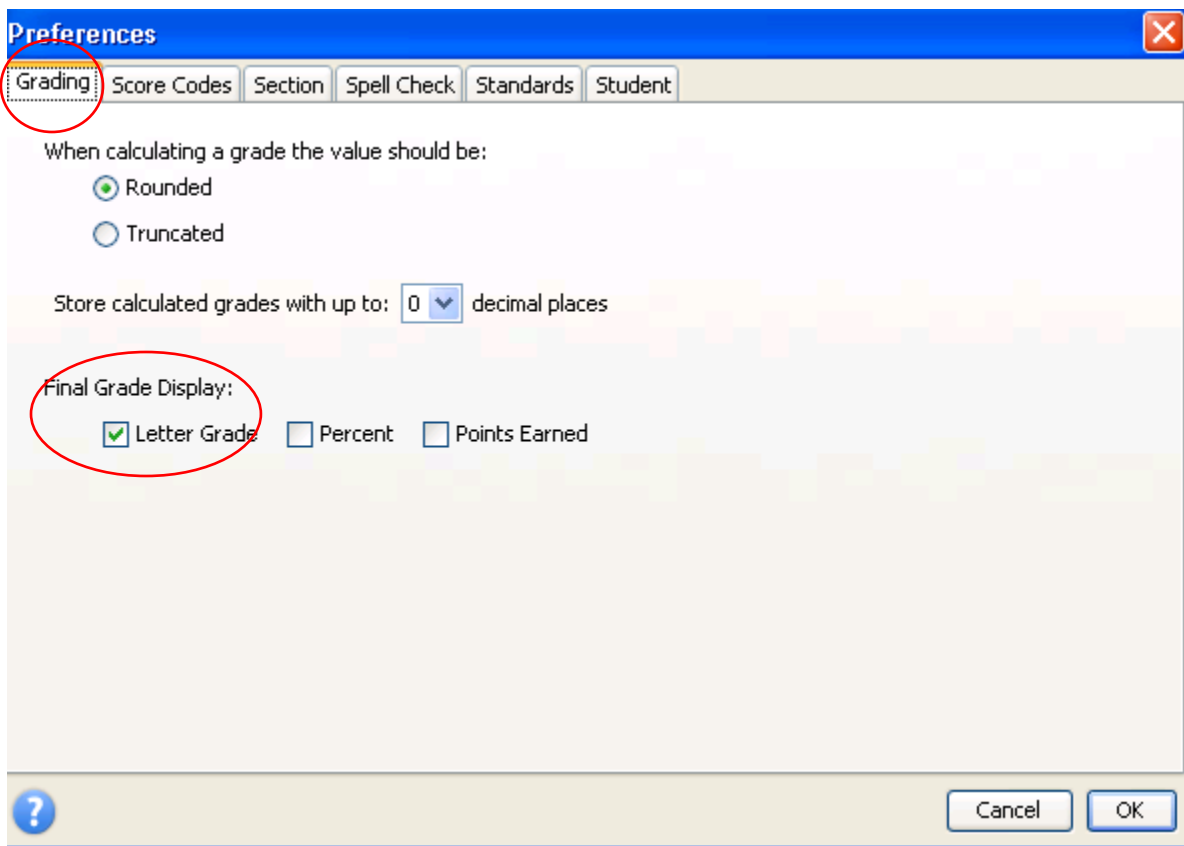 Preferences
Grading Score Codes Section Spell Check Standards Student
When calculating a grade the value should be:
Rounded
Truncated
Store calculated grades with up to: 0 decimal places
Final Grade Display:
Letter Grade Percent Points Earned
? Cancel OK